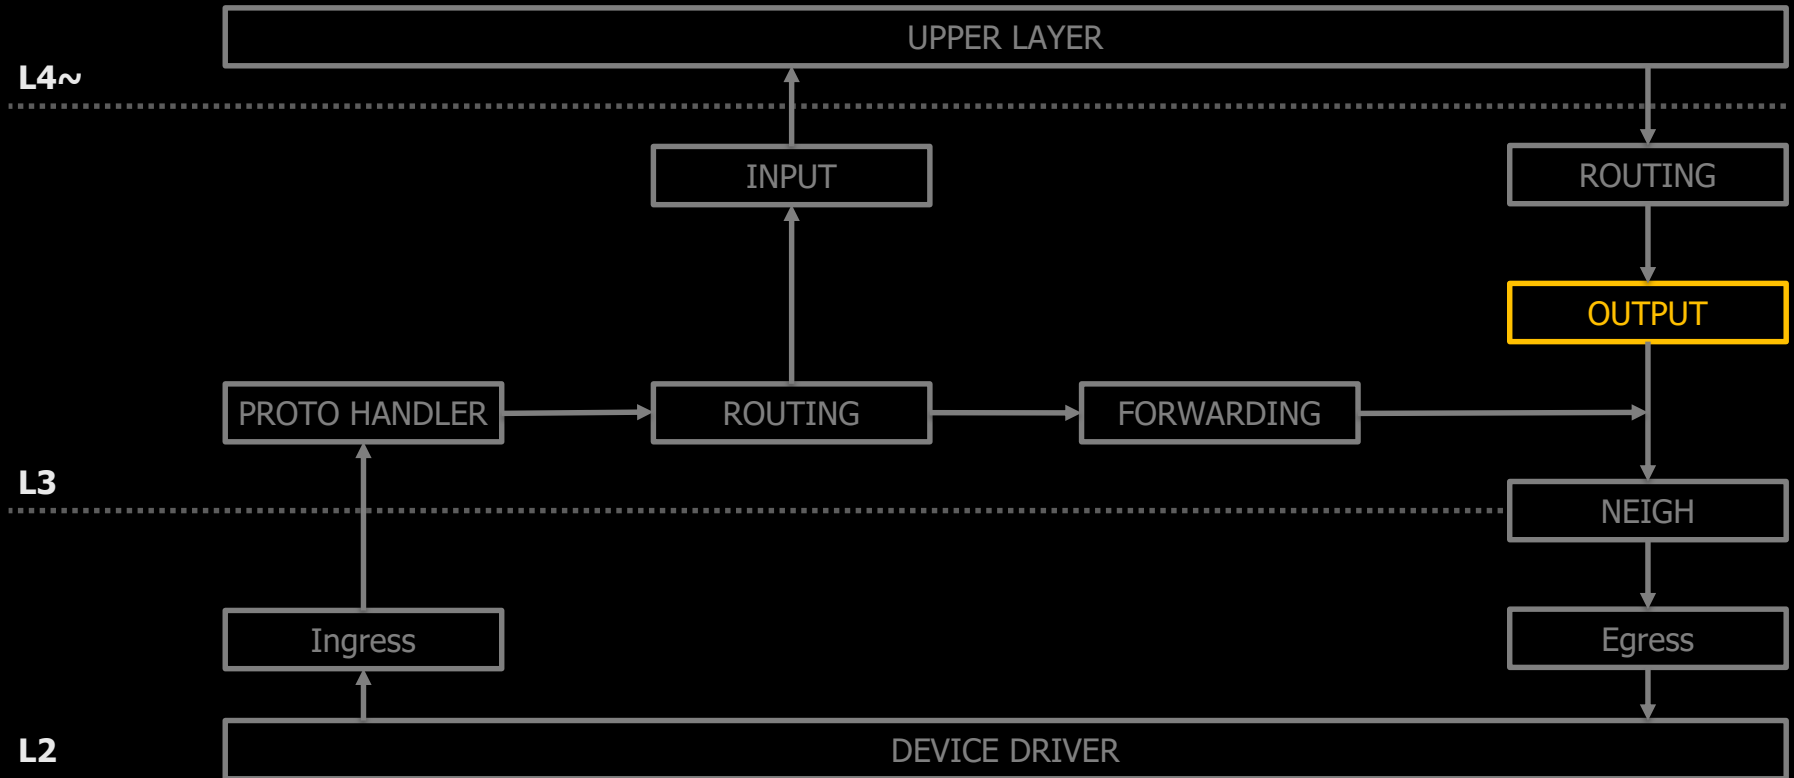 UPPER LAYER
L4~
INPUT
ROUTING
OUTPUT
PROTO HANDLER
ROUTING
FORWARDING
L3
NEIGH
Ingress
Egress
L2
DEVICE DRIVER